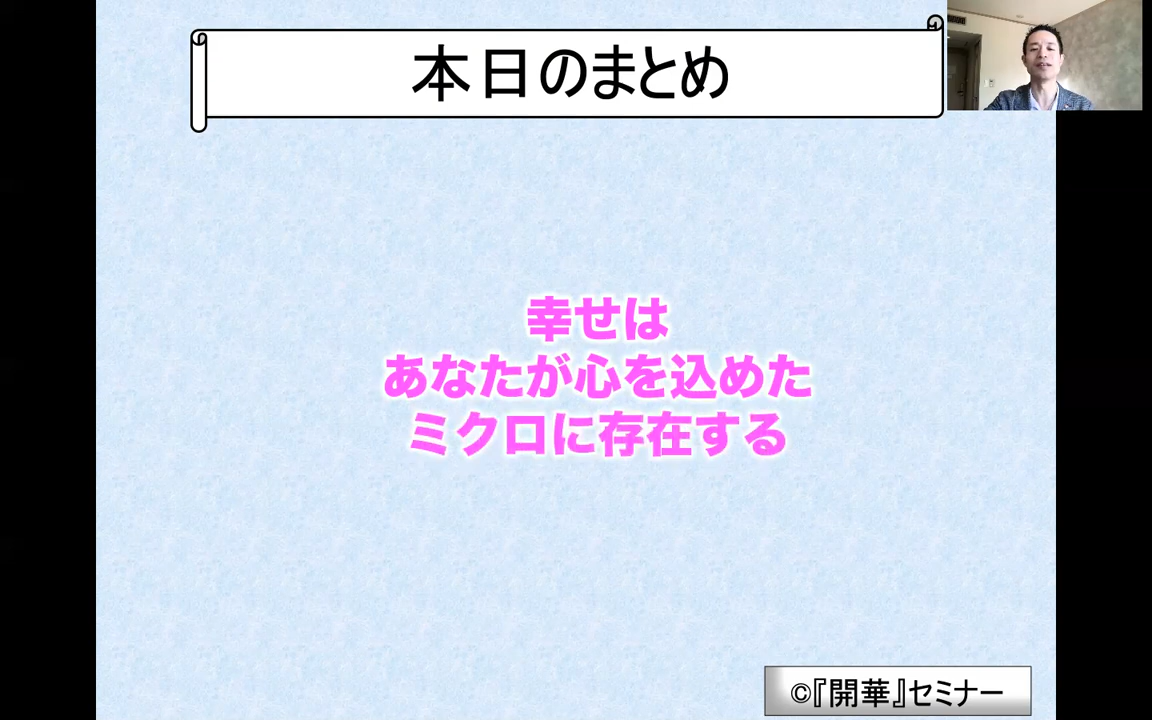 本日のまとめ
幸せは
あなたが心を込めた
ミクロに存在する
©『開華』セミナー